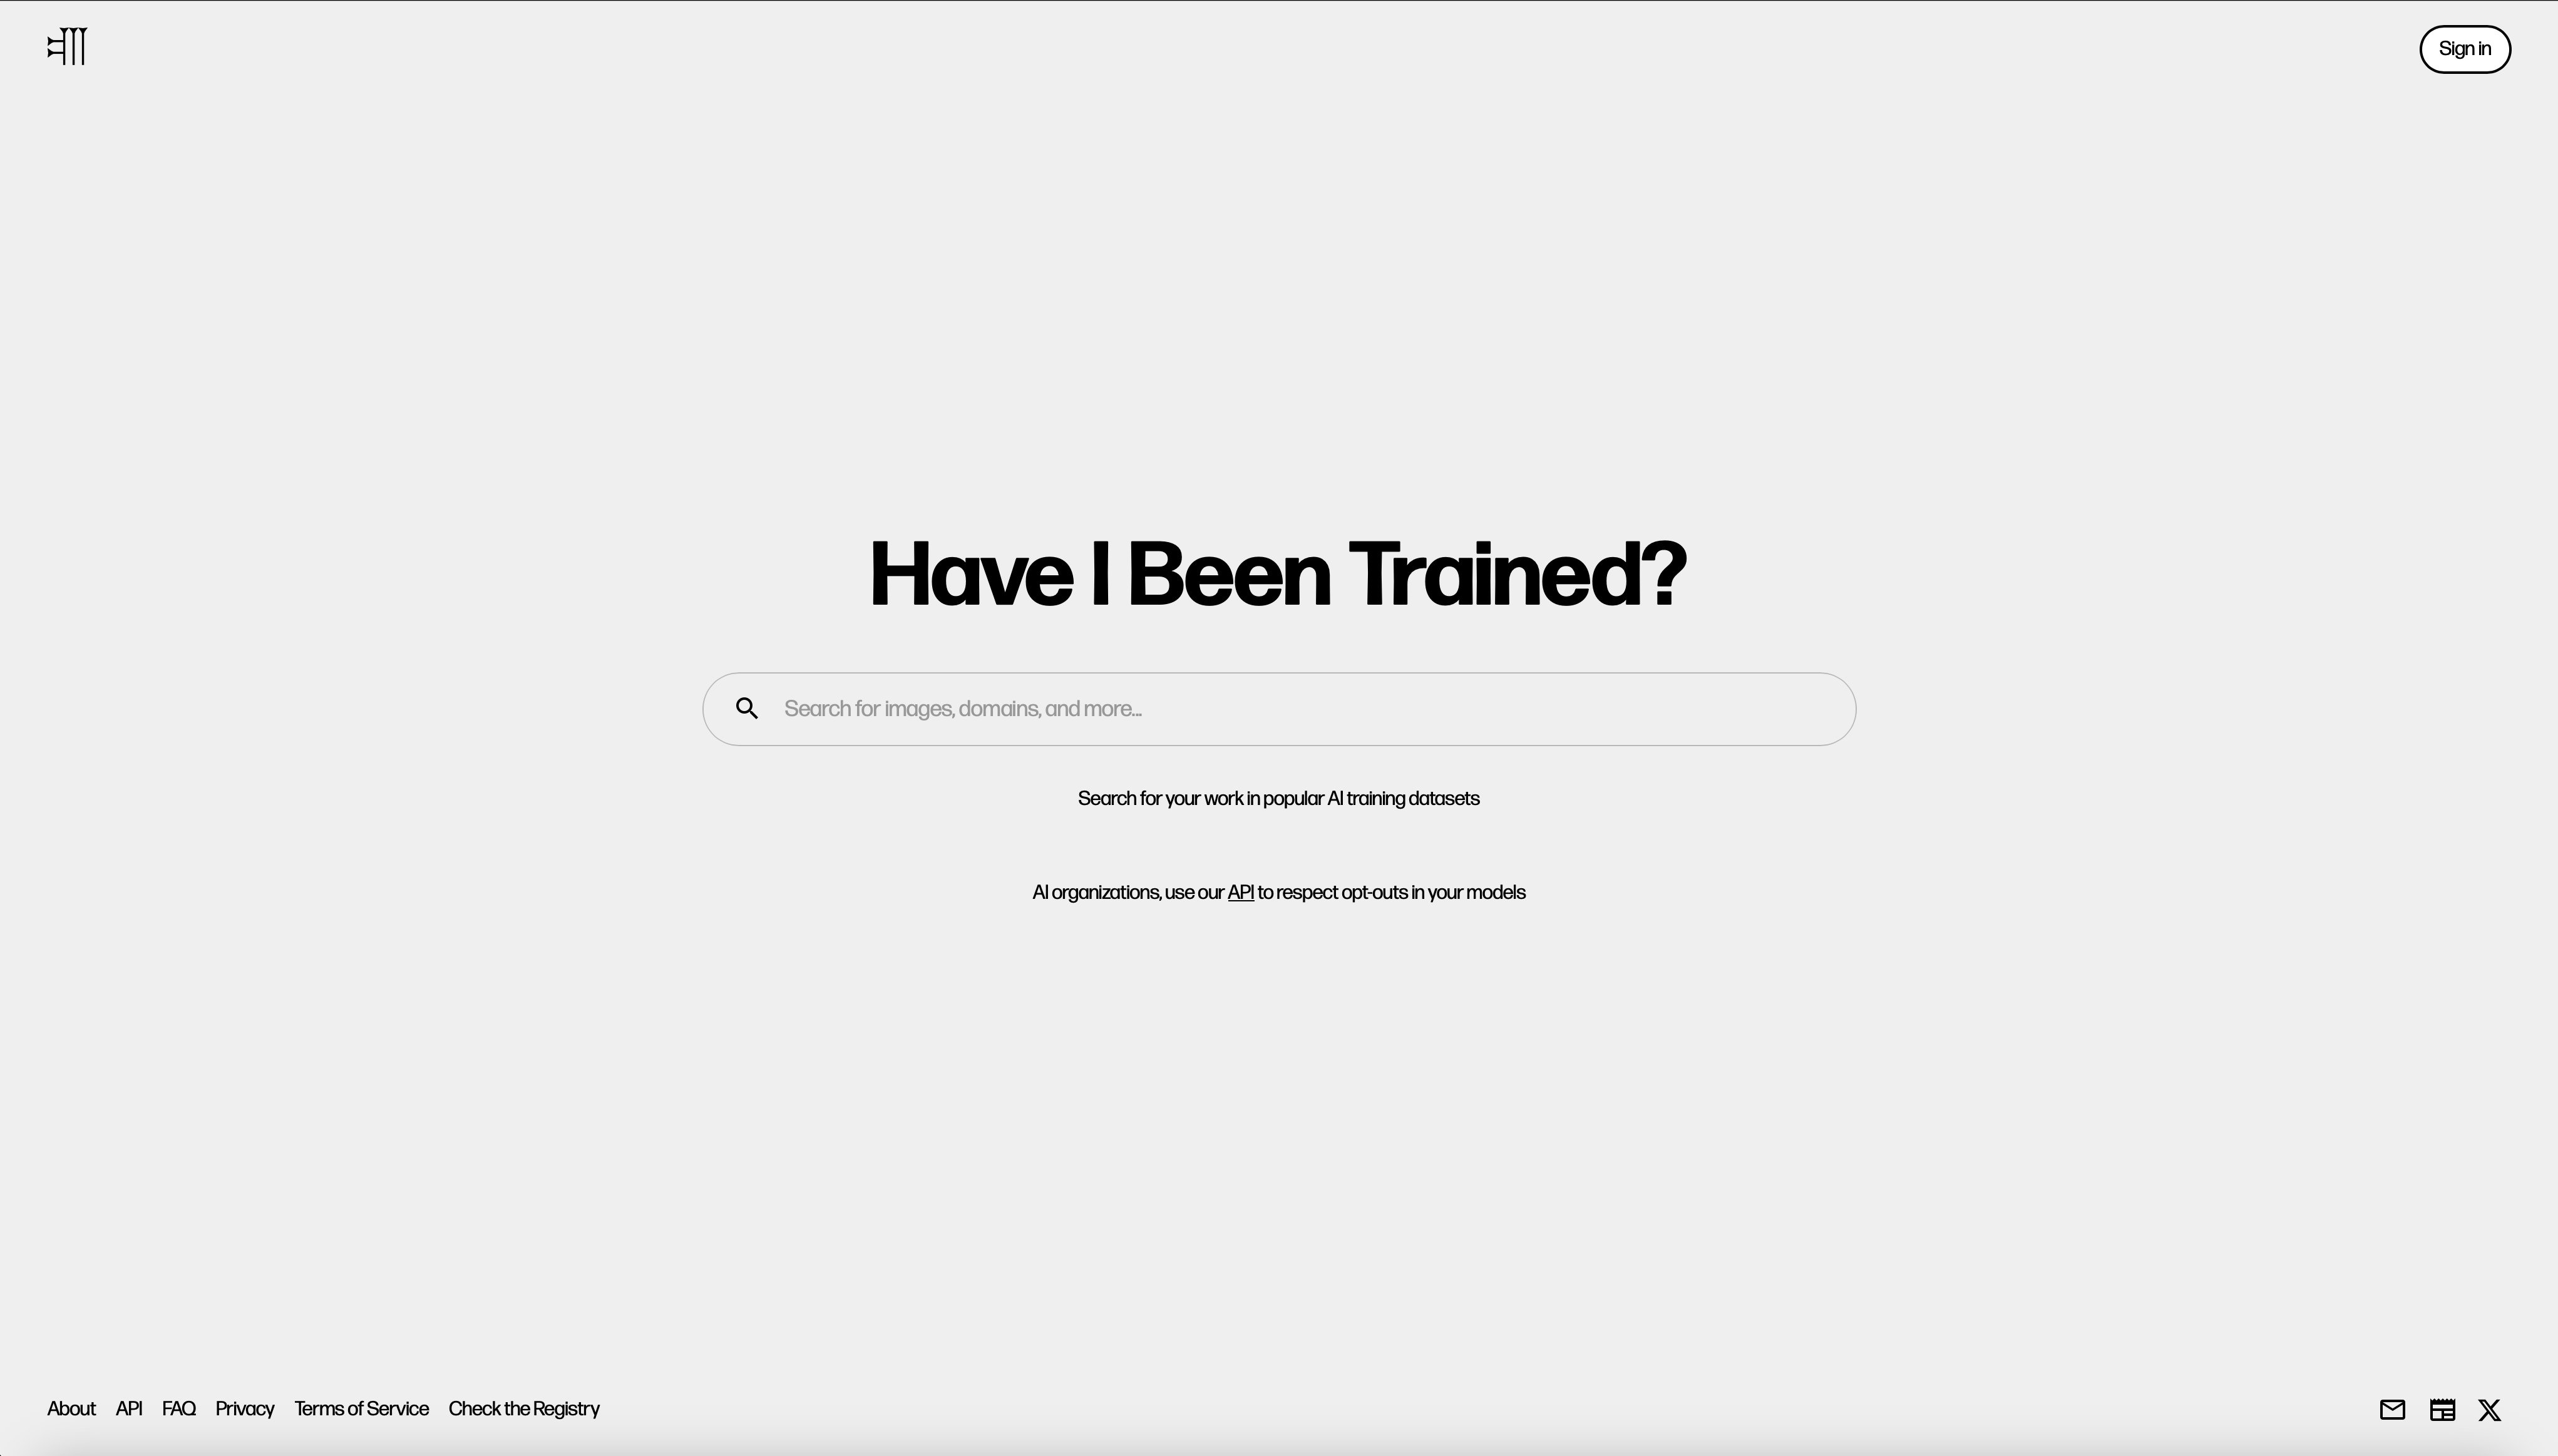 Sign in
Have I Been Trained?
Search for images, domains, and more...
Search for your work in popular AI training datasets
AI organizations, use our API to respect opt-outs in your models
About API FAQ Privacy Terms of Service Check the Registry